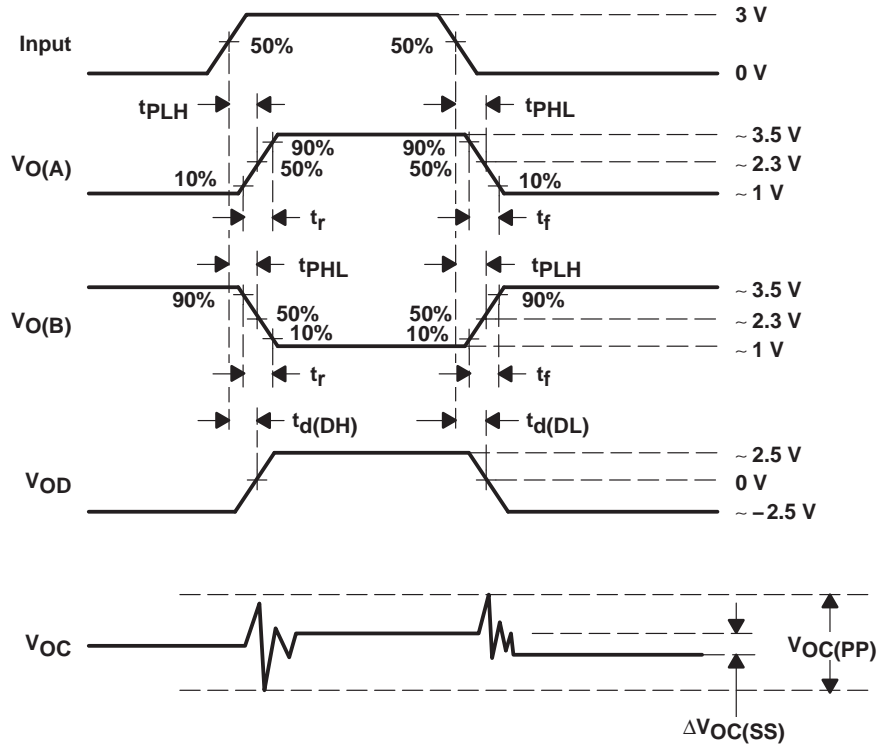 3 V
Input
50%
50%
0 V
tPLH
tPHL
~ 3.5 V
90%
90%
VO(A)
50%
50%
~ 2.3 V
10%
10%
~ 1 V
tr
tf
tPHL
tPLH
90%
90%
~ 3.5 V
VO(B)
50%
50%
~ 2.3 V
10%
10%
~ 1 V
tr
tf
td(DH)
td(DL)
~ 2.5 V
VOD
0 V
~ –2.5 V
VOC
VOC(PP)
ΔVOC(SS)